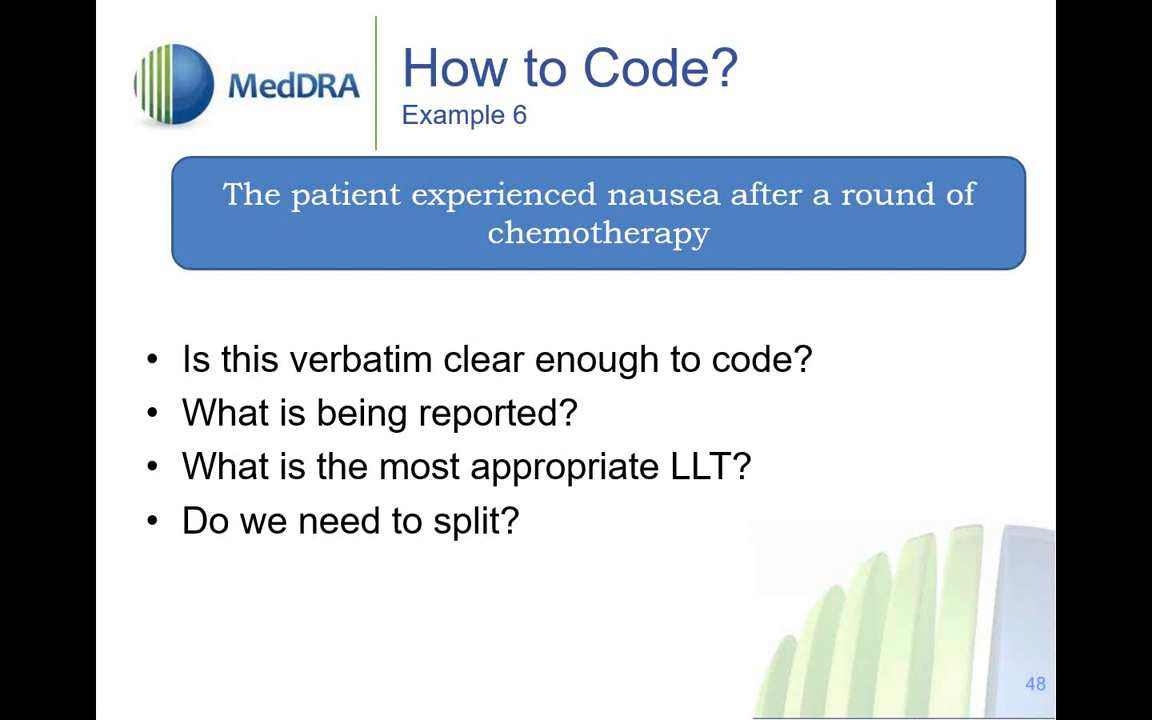 MedDRA
How to Code?
Example 6
The patient experienced nausea after a round of
chemotherapy
• Is this verbatim clear enough to code?
• What is being reported?
• What is the most appropriate LLT?
• Do we need to split?
48